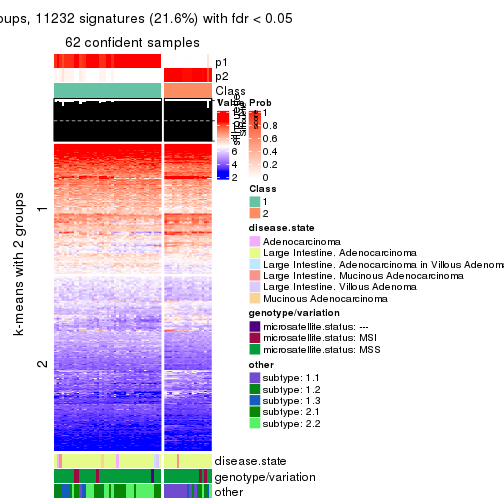 oups, 11232 signatures (21.6%) with fdr < 0.05
62 confident samples
p1
p2
Class
silhouette score
Value
6
4
2
Prob
1
0.8
0.6
0.4
0.2
0
Class
1
2
disease.state
Adenocarcinoma
Large Intestine. Adenocarcinoma
Large Intestine. Adenocarcinoma in Villous Adenom
Large Intestine. Mucinous Adenocarcinoma
Large Intestine. Villous Adenoma
Mucinous Adenocarcinoma
genotype/variation
microsatellite.status: ---
microsatellite.status: MSI
microsatellite.status: MSS
other
subtype: 1.1
subtype: 1.2
subtype: 1.3
subtype: 2.1
subtype: 2.2
k-means with 2 groups
1
2
disease.state
genotype/variation
other